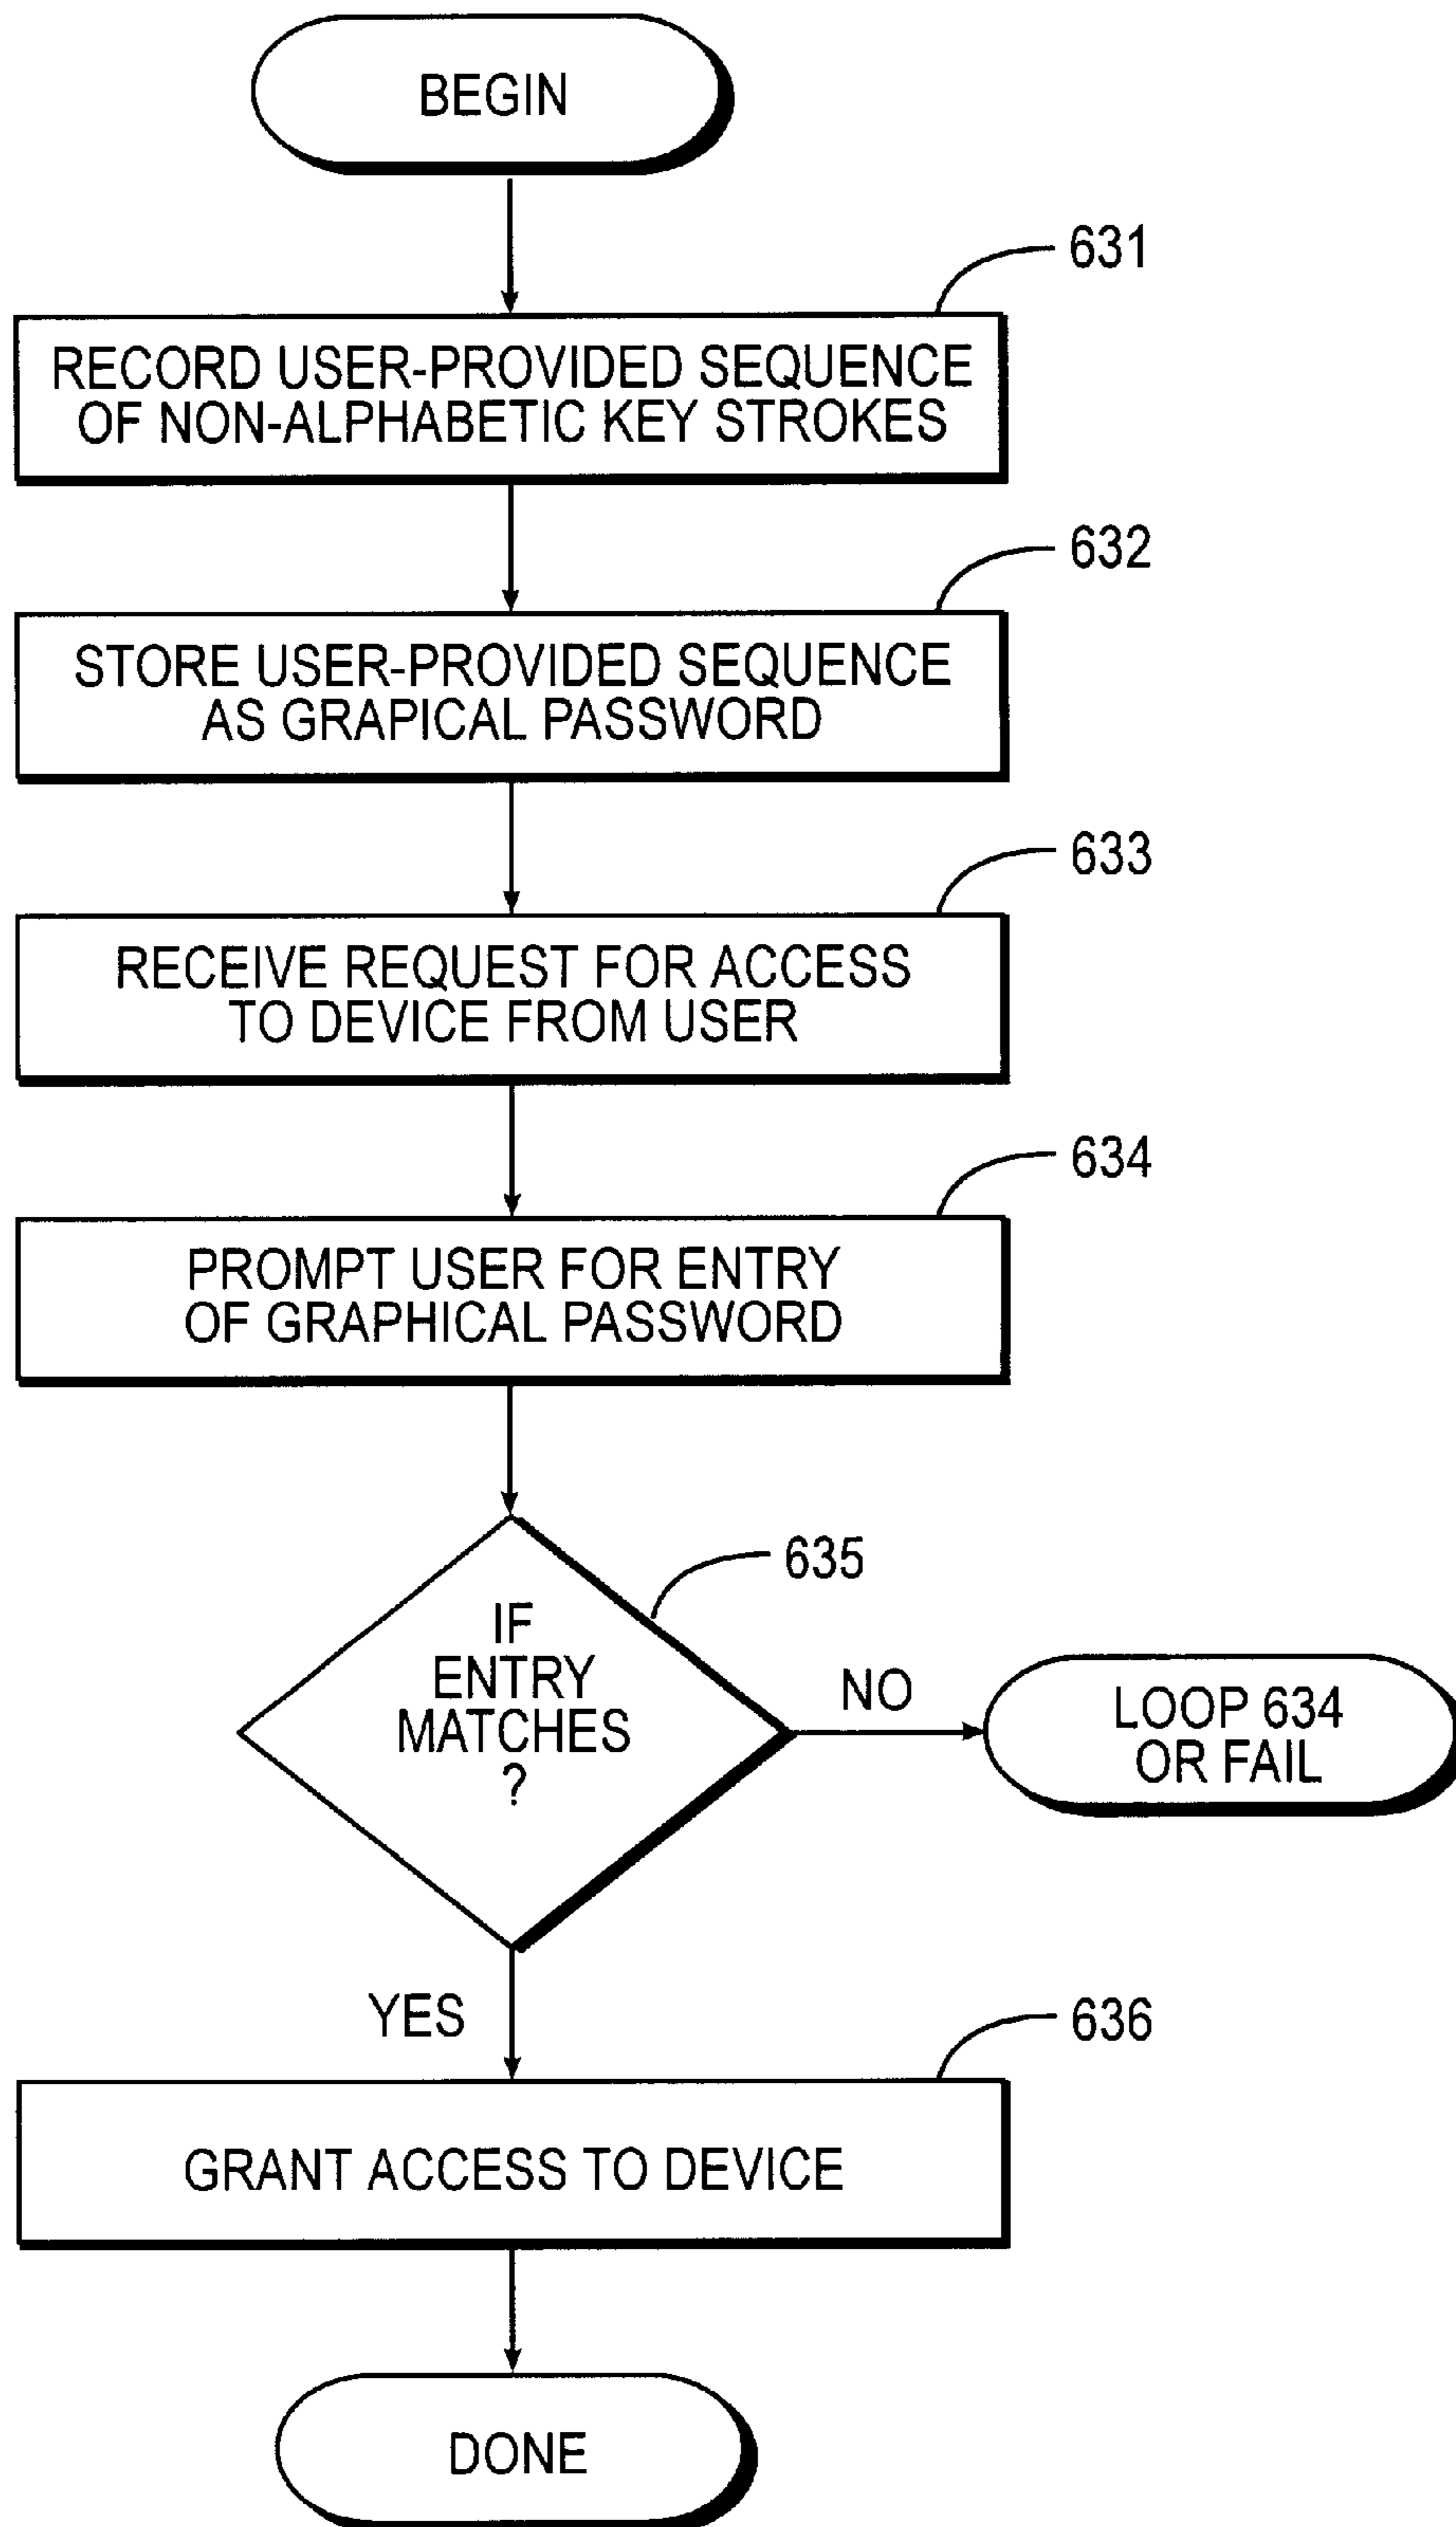 BEGIN
631
RECORD USER-PROVIDED SEQUENCE
OF NON-ALPHABETIC KEY STROKES
632
STORE USER-PROVIDED SEQUENCE
AS GRAPICAL PASSWORD
633
RECEIVE REQUEST FOR ACCESS
TO DEVICE FROM USER
634
PROMPT USER FOR ENTRY
OF GRAPHICAL PASSWORD
635
IF
ENTRY
MATCHES
?
NO
LOOP 634
OR FAIL
YES
636
GRANT ACCESS TO DEVICE
DONE